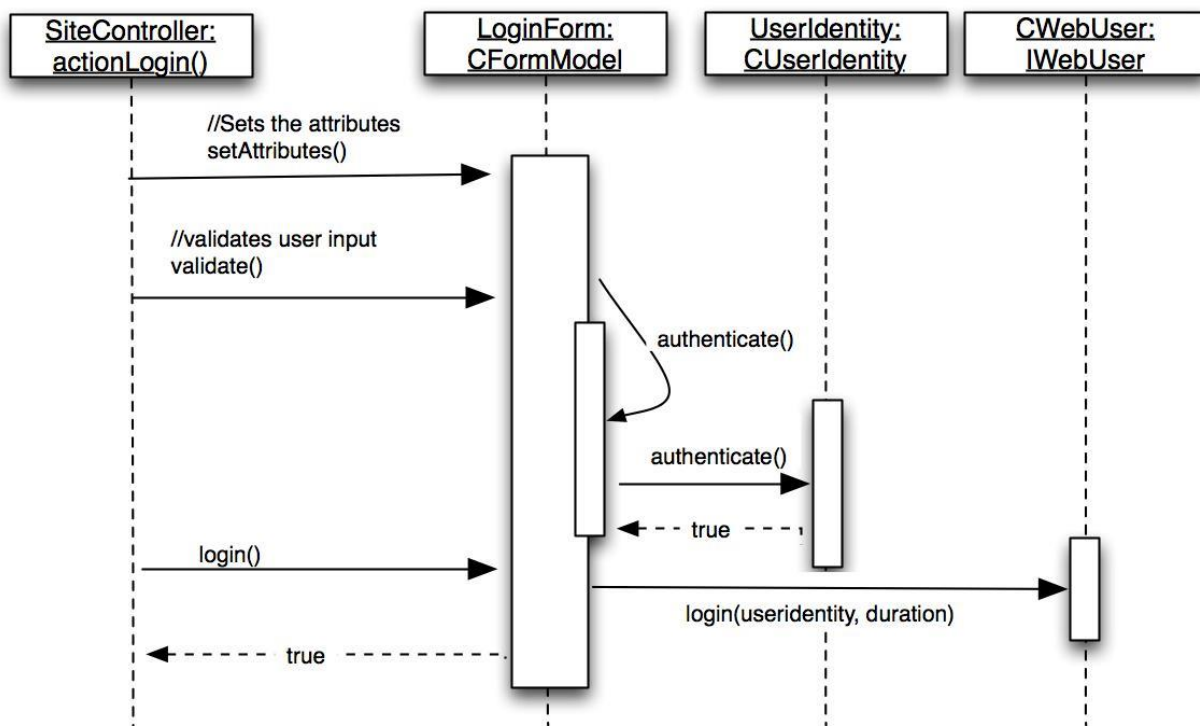 SiteController:
actionLogin()
LoginForm:
CFormModel
UserIdentity:
CUserIdentity
CWebUser:
IWebUser
//Sets the attributes
setAttributes()
//validates user input
validate()
authenticate()
authenticate()
true
login()
login(useridentity, duration)
true